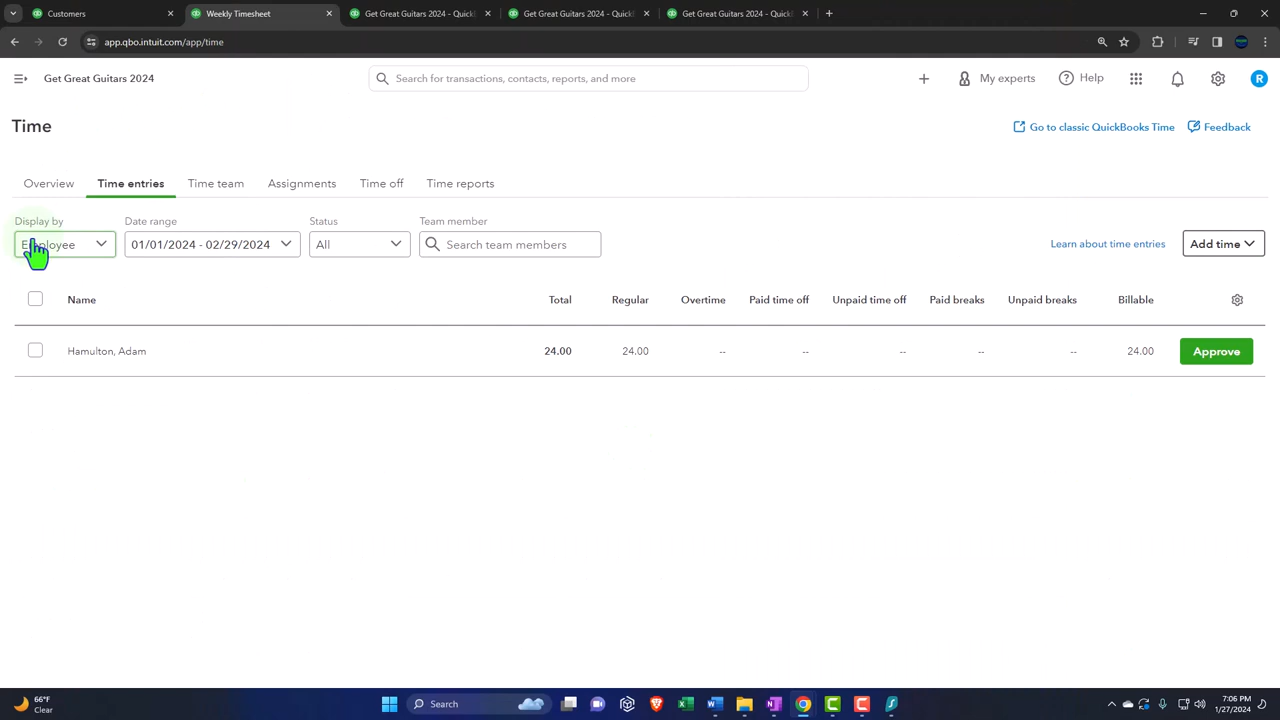 Customers
Weekly Timesheet
Get Great Guitars 2024 - Quick
Get Great Guitars 2024 - Quick
Get Great Guitars 2024 - Quick
app.qbo.intuit.com/app/time
Get Great Guitars 2024
Search for transactions, contacts, reports, and more
My experts
Help
R
Time
Go to classic QuickBooks Time
Feedback
Overview
Time entries
Time team
Assignments
Time off
Time reports
Display by
Date range
Status
Team member
Employee
01/01/2024 - 02/29/2024
All
Search team members
Learn about time entries
Add time
Name
Total
Regular
Overtime
Paid time off
Unpaid time off
Paid breaks
Unpaid breaks
Billable
Hamulton, Adam
24.00
24.00
--
--
--
--
--
24.00
Approve
66°F
Clear
Search
7:06 PM
1/27/2024